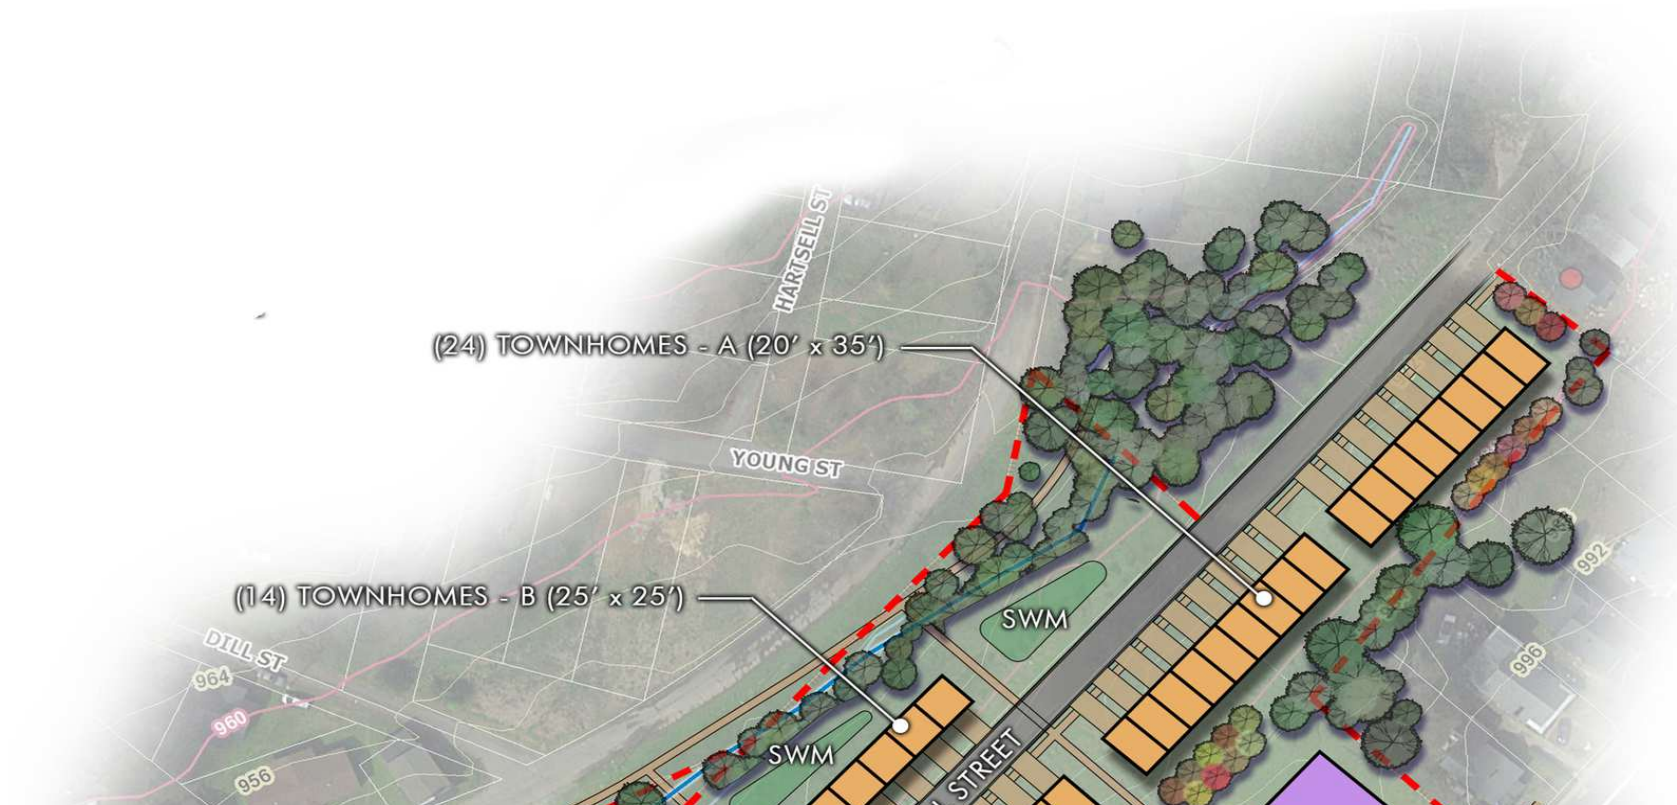 HARTSELL ST
(24) TOWNHOMES - A (20' x 35')
YOUNG ST
992
(14) TOWNHOMES - B (25' x 25')
SWM
DILL ST
964
996
960
SWM
STREET
956